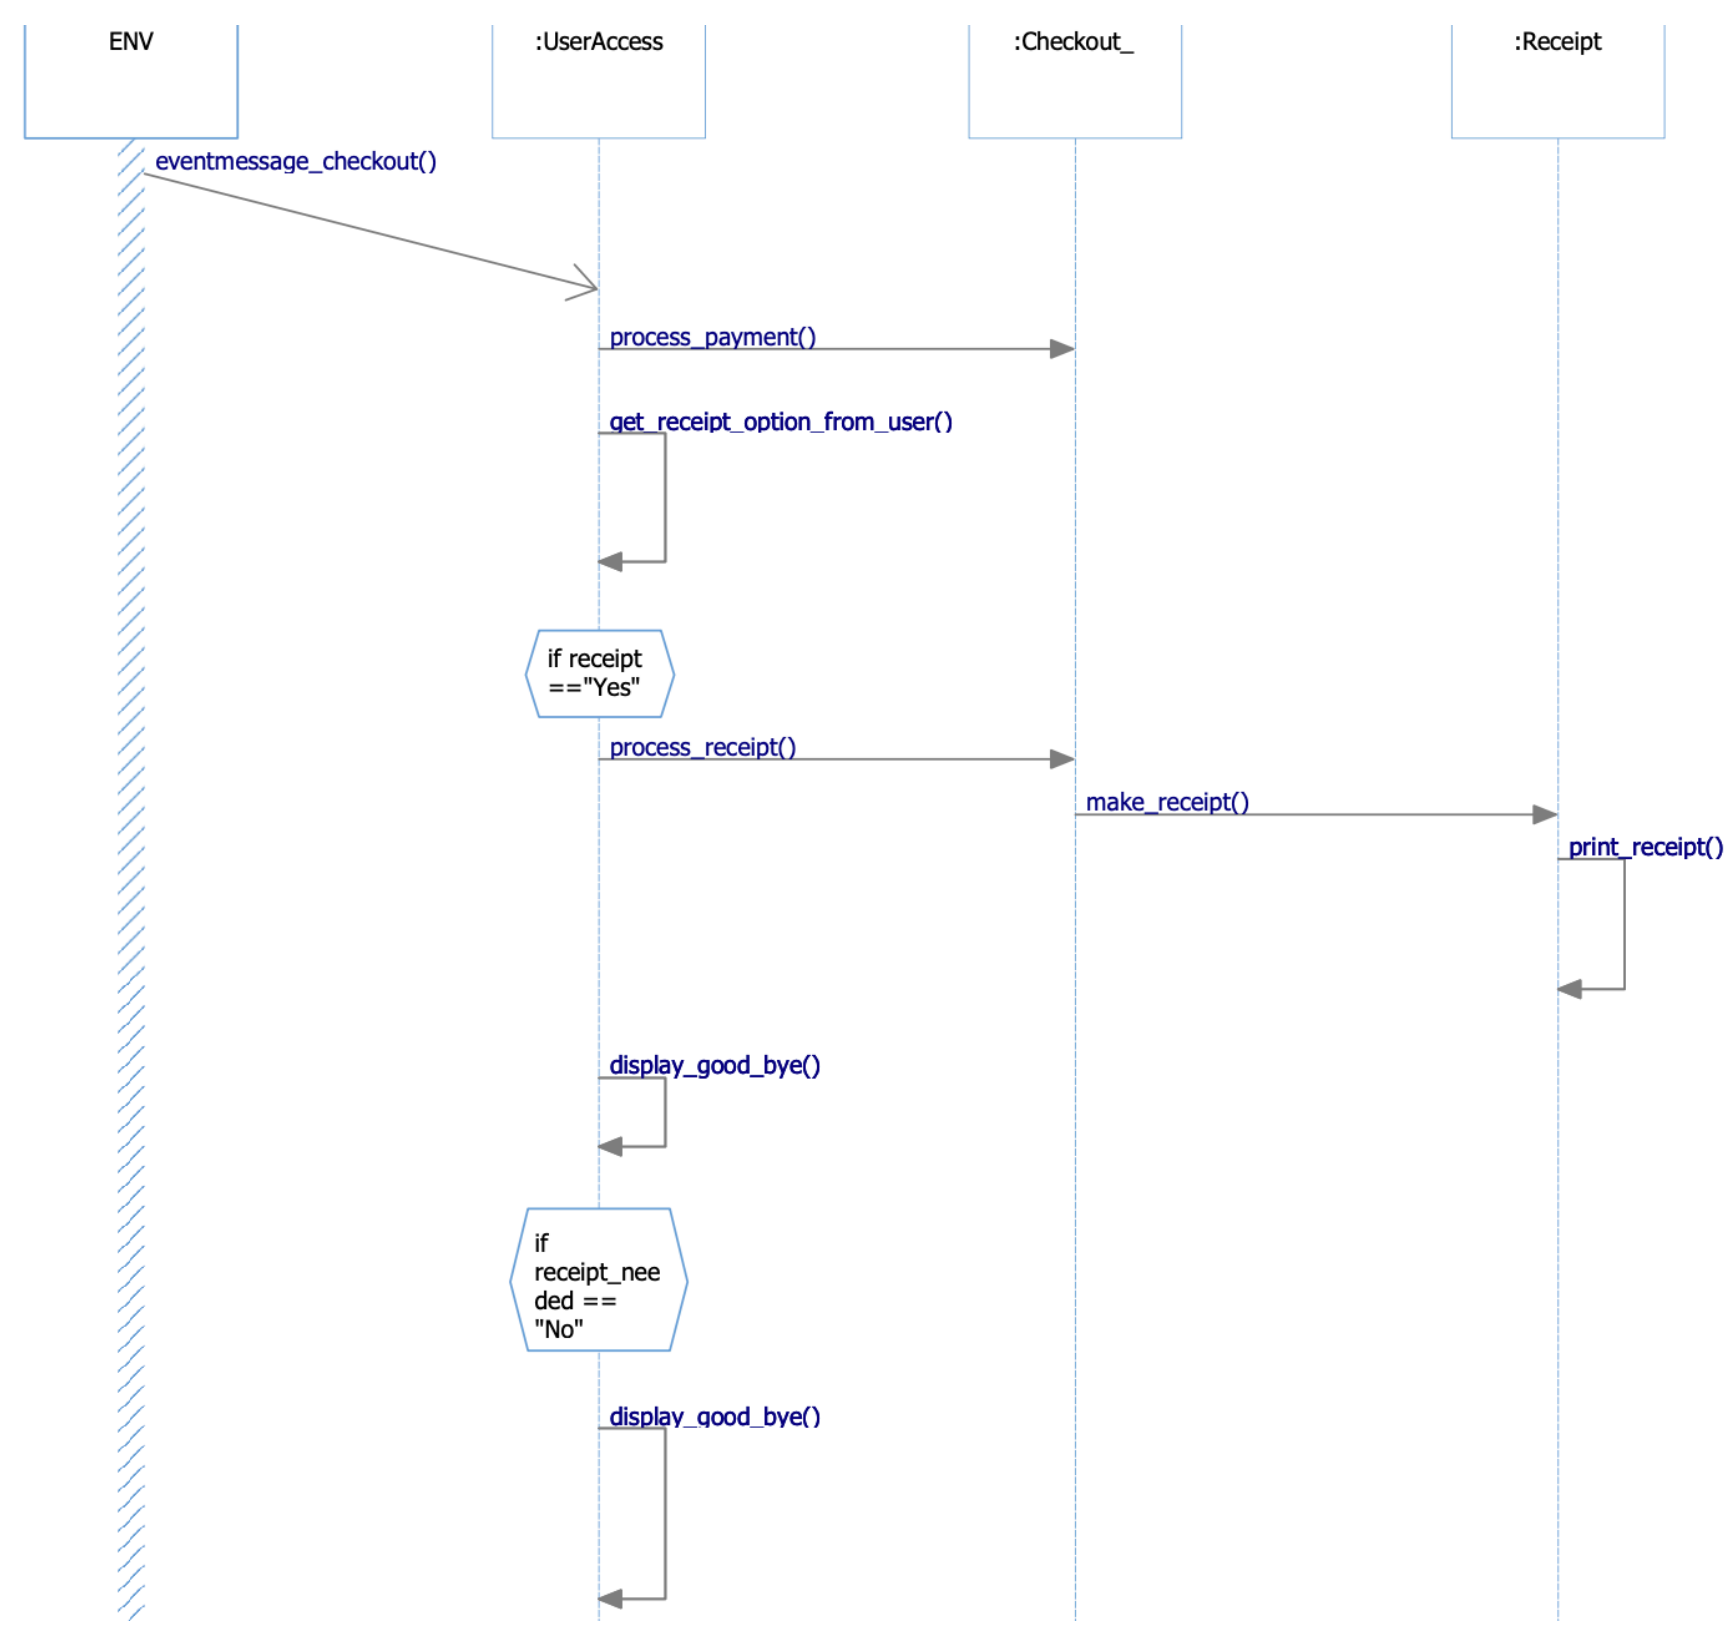 ENV
:UserAccess
:Checkout_
:Receipt
eventmessage_checkout()
process_payment()
get_receipt_option_from_user()
if receipt
=="Yes"
process_receipt()
make_receipt()
print_receipt()
display_good_bye()
if
receipt_nee
ded ==
"No"
display_good_bye()